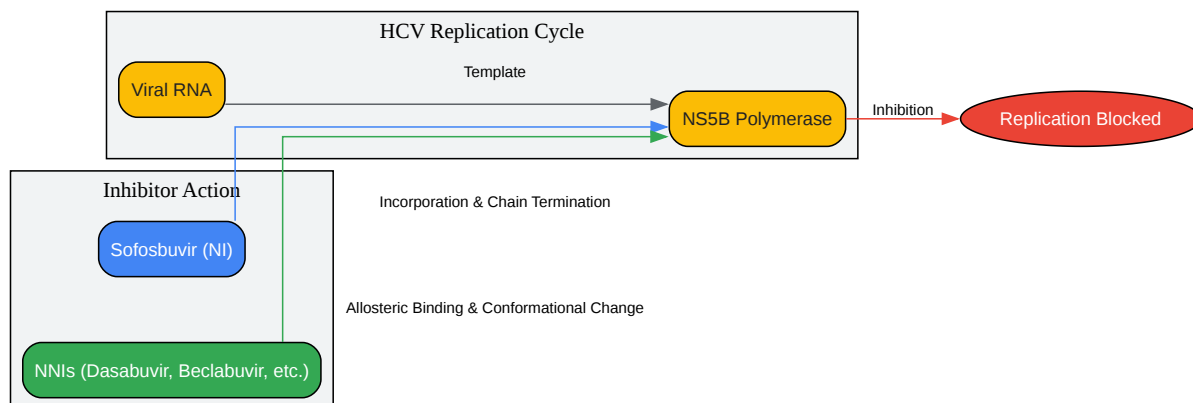 HCV Replication Cycle
Template
Viral RNA
NS5B Polymerase
Inhibition
Replication Blocked
Inhibitor Action
Incorporation & Chain Termination
Sofosbuvir (NI)
Allosteric Binding & Conformational Change
NNIs (Dasabuvir, Beclabuvir, etc.)